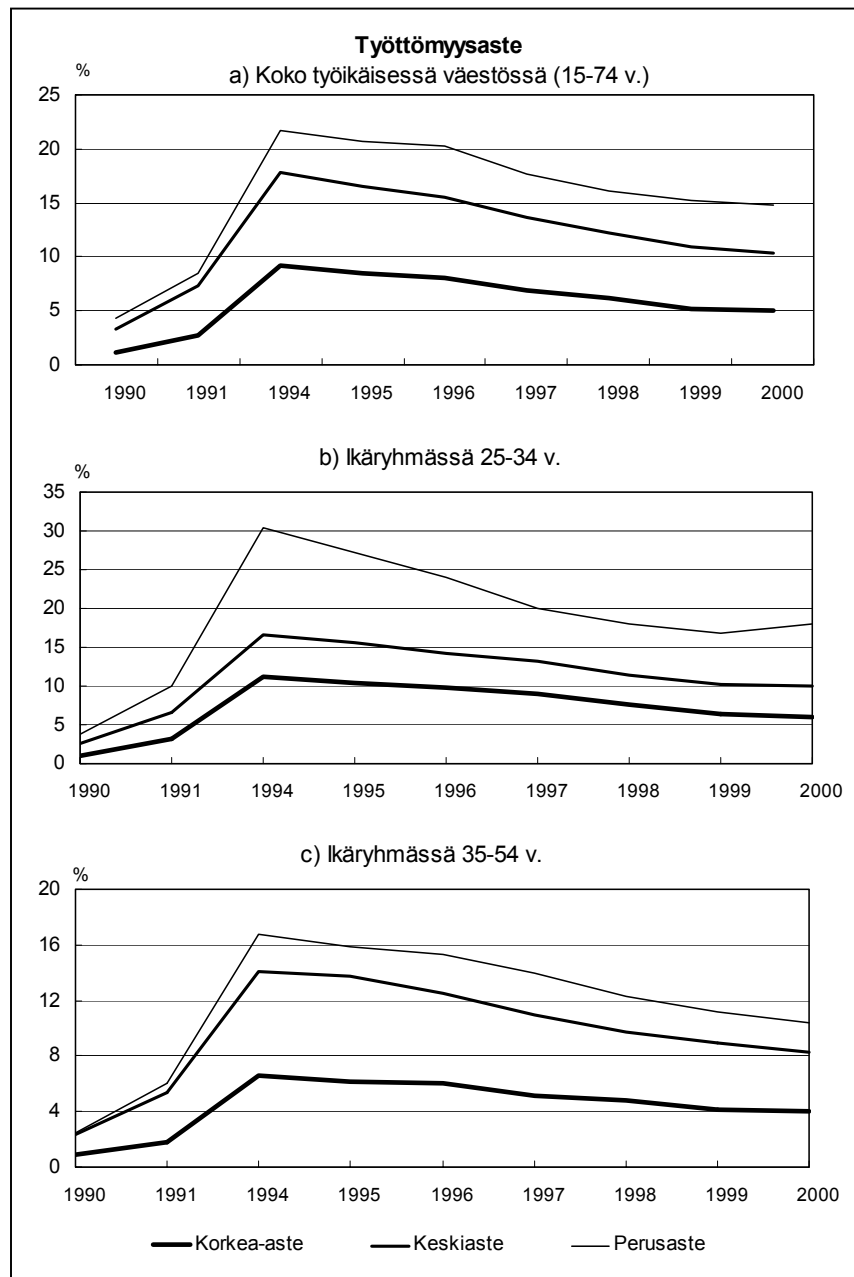 Työttömyysaste
a) Koko työikäisessä väestössä (15-74 v.)
%
25
20
15
10
5
0
1990 1991 1994 1995 1996 1997 1998 1999 2000
b) Ikäryhmässä 25-34 v.
%
35
30
25
20
15
10
5
0
1990 1991 1994 1995 1996 1997 1998 1999 2000
c) Ikäryhmässä 35-54 v.
%
20
16
12
8
4
0
1990 1991 1994 1995 1996 1997 1998 1999 2000
Korkea-aste Keskiaste Perusaste